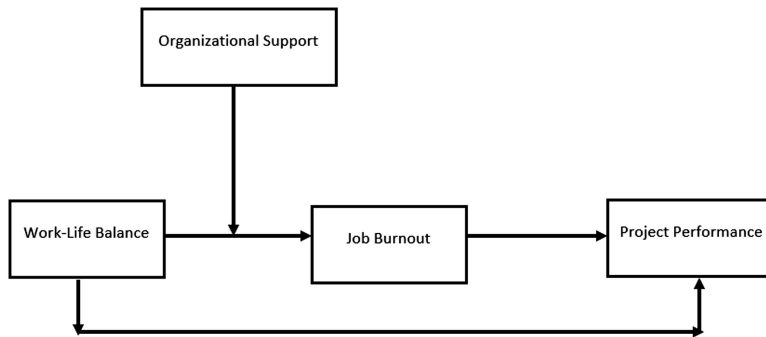 Organizational Support
Work-Life Balance
Job Burnout
Project Performance